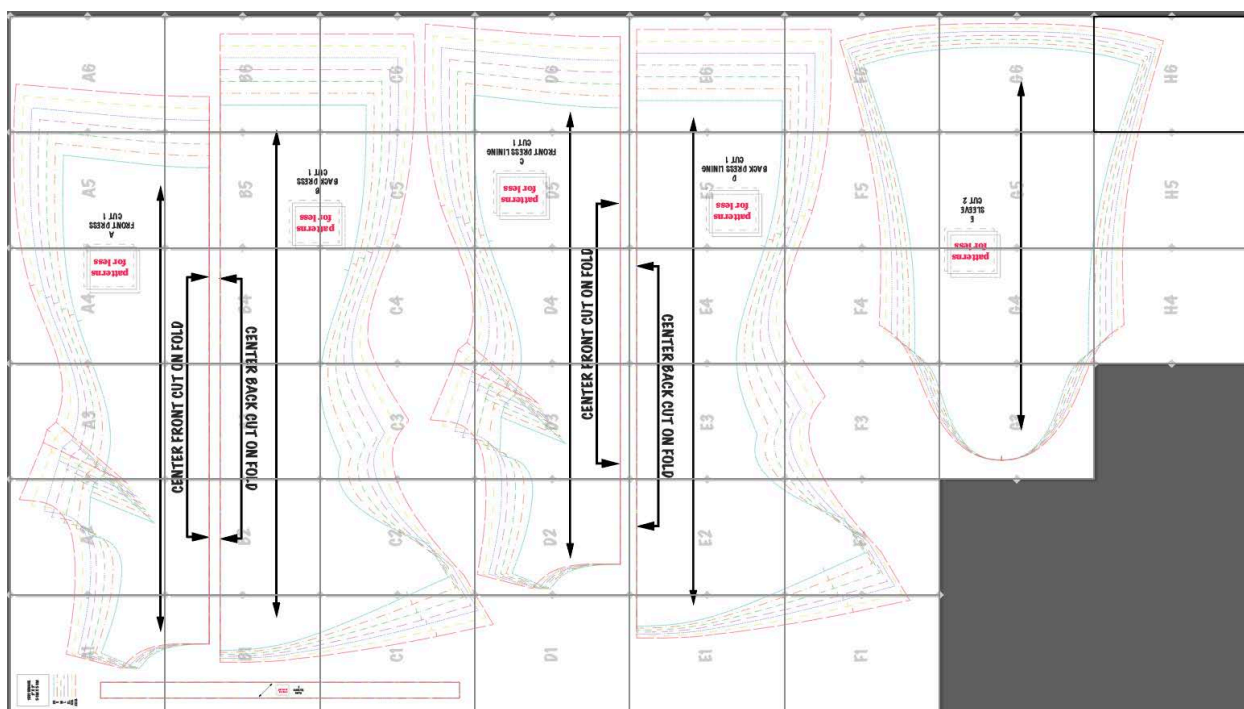 A6
B6
C6
D6
E6
F6
G6
H6
A5
B5
C5
D5
E5
F5
G5
H5
A
FRONT DRESS
CUT 1
patterns
for less
B
BACK DRESS
CUT 1
patterns
for less
C
FRONT DRESS LINING
CUT 1
patterns
for less
D
BACK DRESS LINING
CUT 1
patterns
for less
E
SLEEVE
CUT 2
patterns
for less
A4
B4
C4
D4
E4
F4
G4
H4
CENTER FRONT CUT ON FOLD
CENTER BACK CUT ON FOLD
CENTER FRONT CUT ON FOLD
CENTER BACK CUT ON FOLD
A3
C3
D3
E3
F3
G3
A2
B2
C2
D2
E2
F2
A1
B1
C1
D1
E1
F1